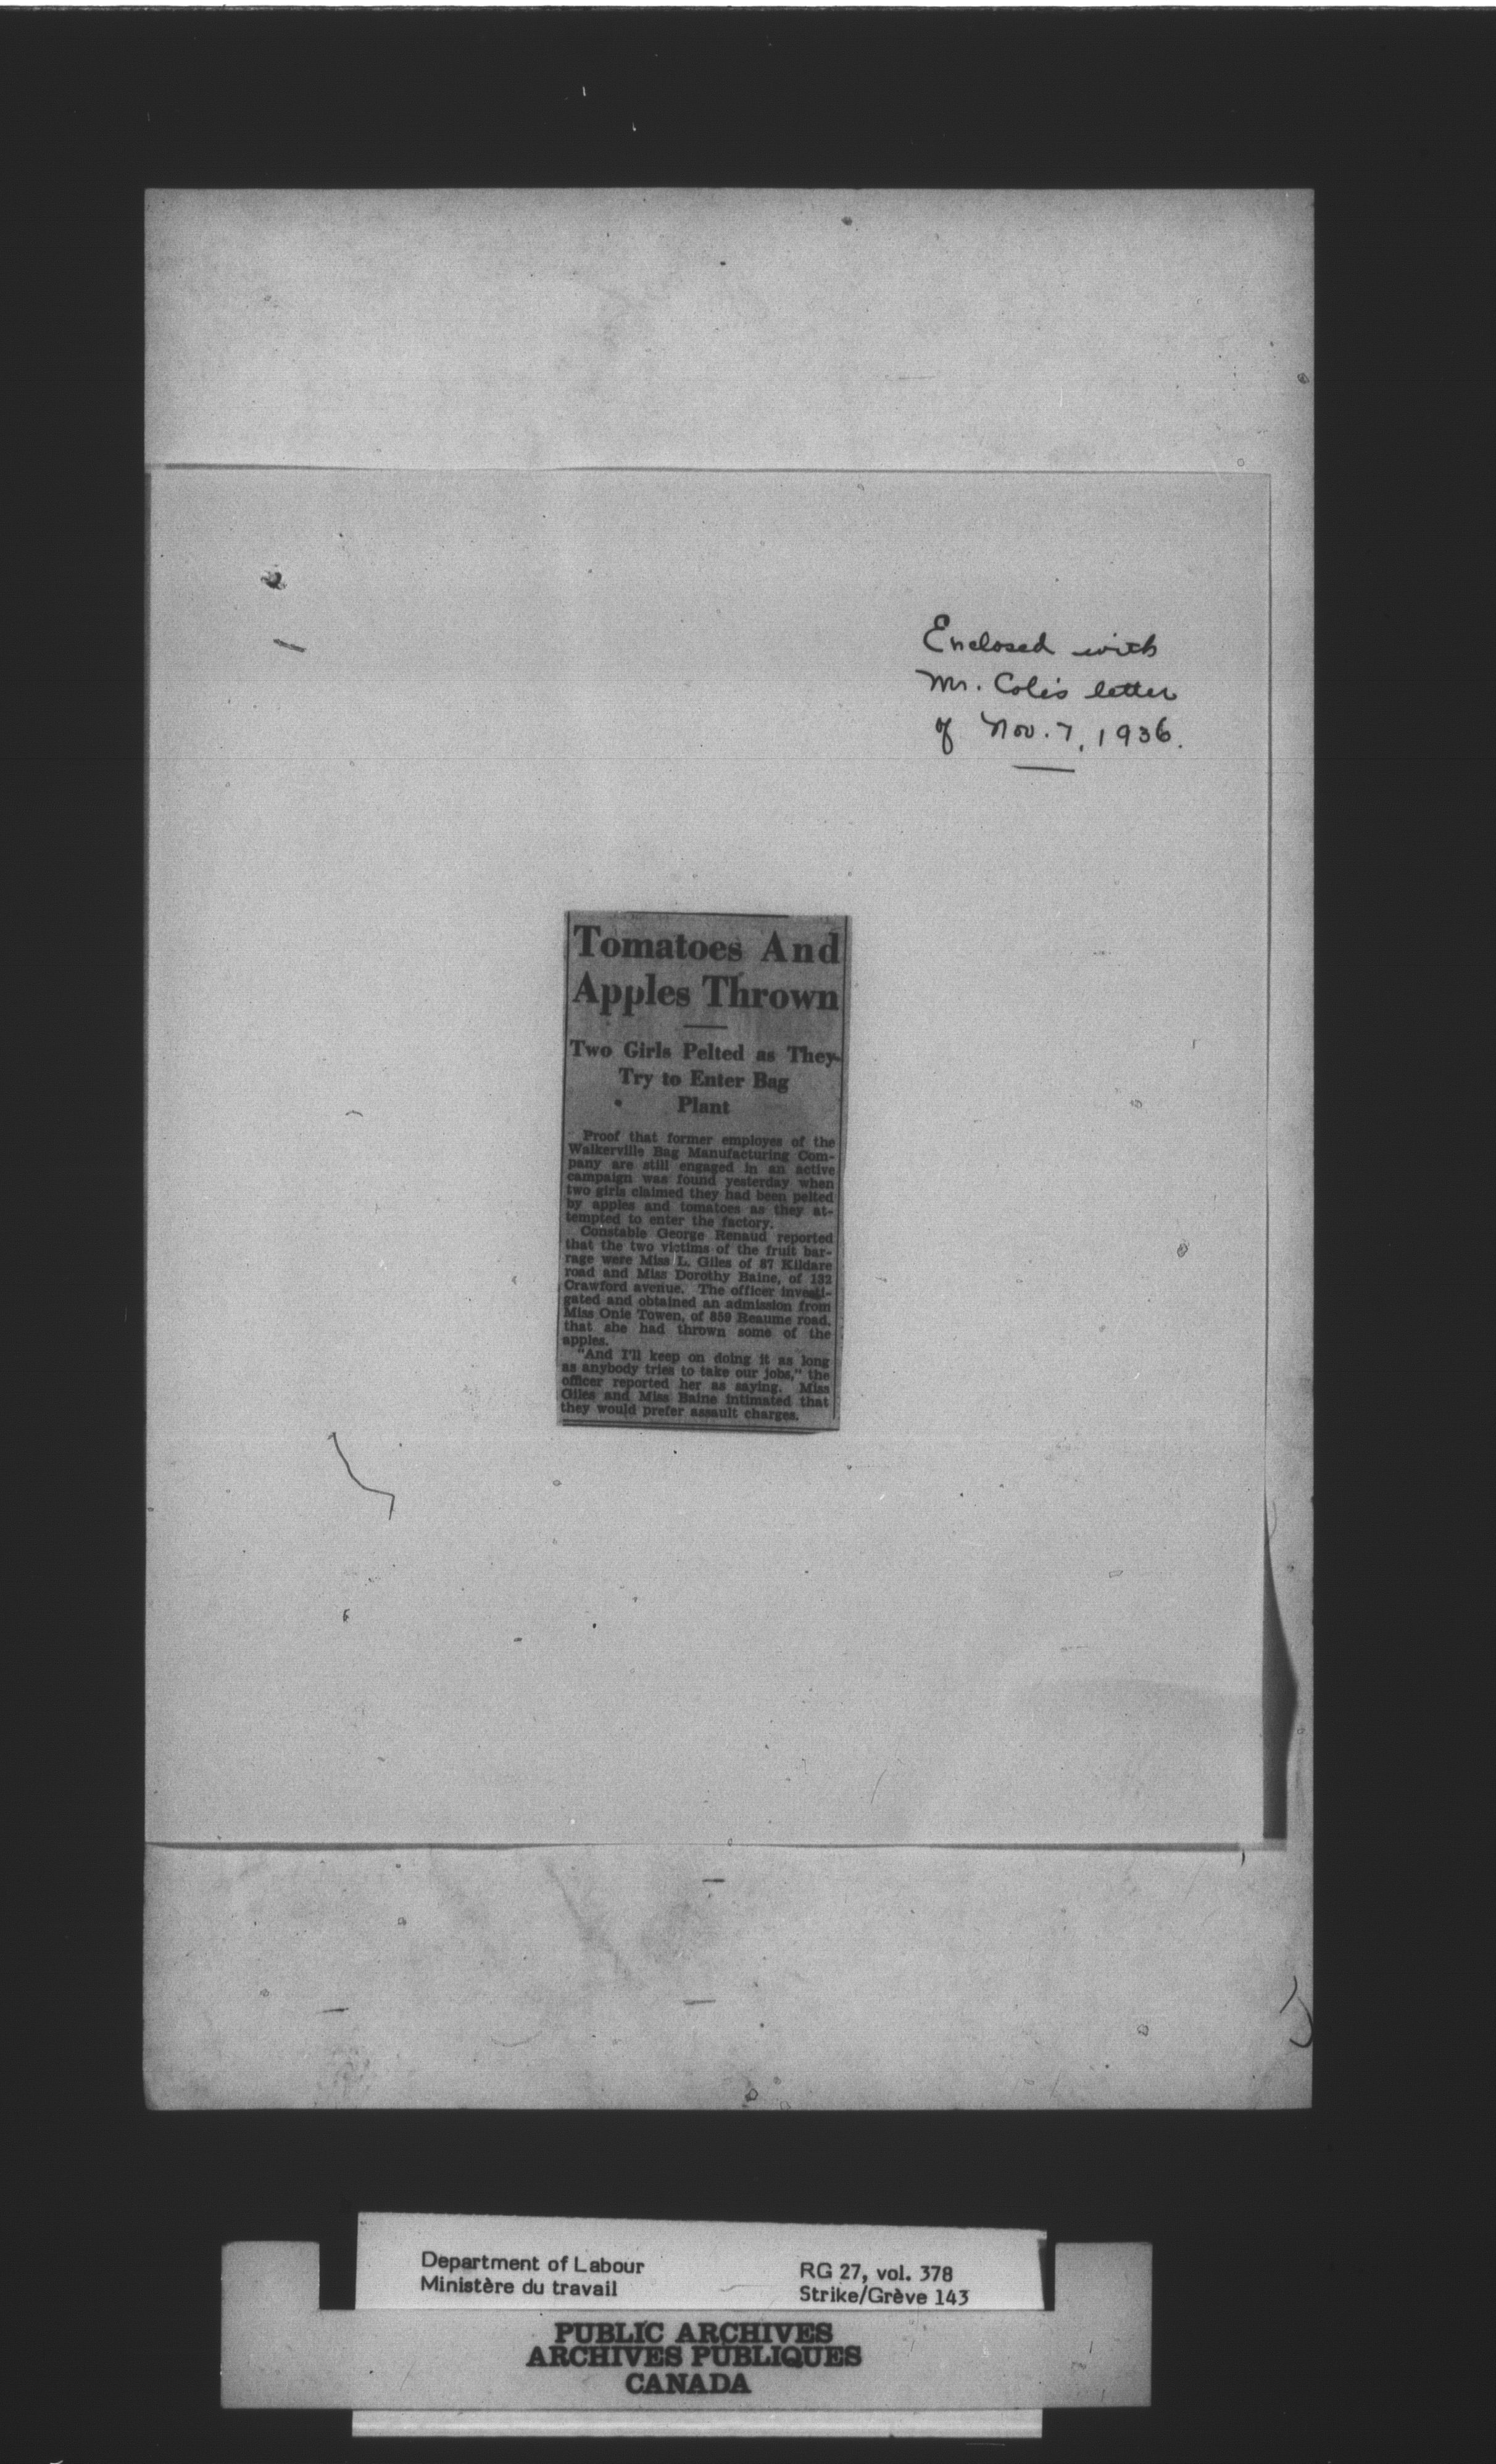 Enclosed with
Mr. Cole's letter
of Nov. 7, 1936.
Tomatoes And
Apples Thrown
Two Girls Pelted as They
Try to Enter Bag
Plant
Proof that former employes of the
Walkerville Bag Manufacturing Com-
pany are still engaged in an active
campaign was found yesterday when
two girls claimed they had been pelted
by apples and tomatoes as they at-
tempted to enter the factory.
Constable George Renaud reported
that the two victims of the fruit bar-
rage were Miss L. Giles of 87 Kildare
road and Miss Dorothy Baine, of 132
Crawford avenue. The officer investi-
gated and obtained an admission from
Miss Onie Towen, of 859 Beaume road,
that she had thrown some of the
apples.
"And I'll keep on doing it as long
as anybody tries to take our jobs," the
officer reported her as saying. Miss
Giles and Miss Baine intimated that
they would prefer assault charges.
Department of Labour
Ministère du travail
RG 27, vol. 378
Strike/Grève 143
PUBLIC ARCHIVES
ARCHIVES PUBLIQUES
CANADA